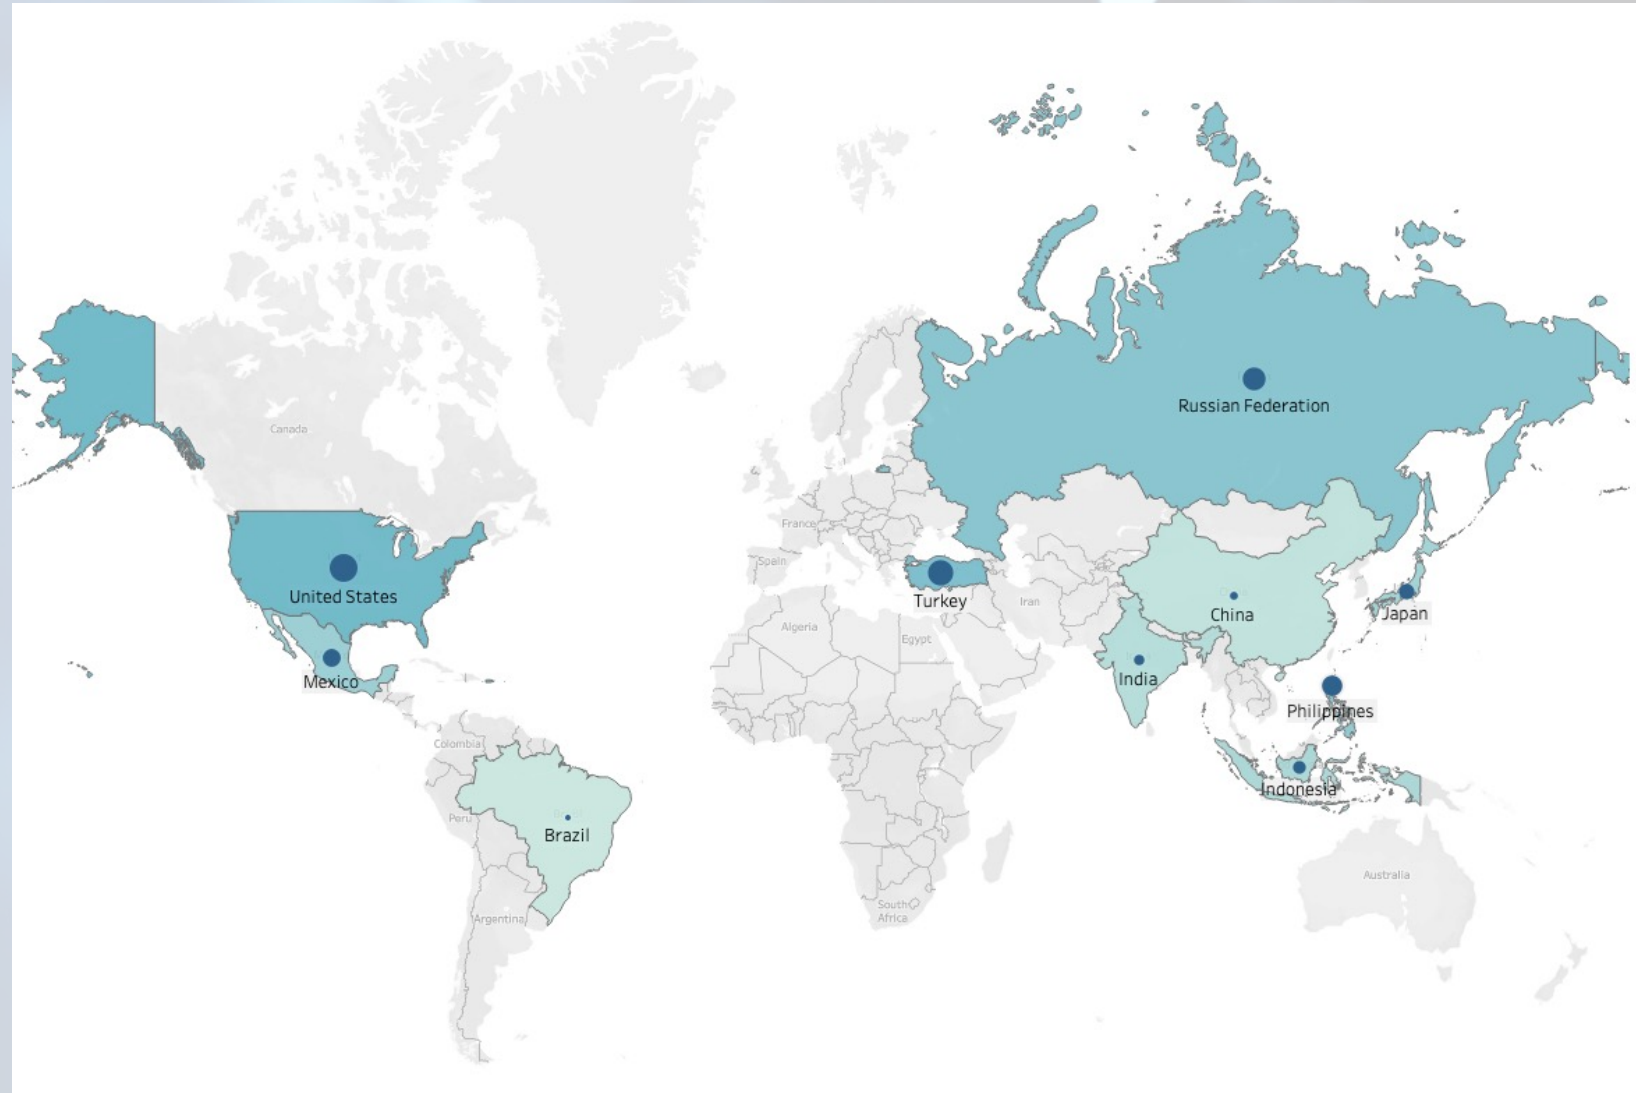 Canada
Russian Federation
France
Spain
United States
Turkey
Iran
China
Japan
Algeria
Egypt
Mexico
India
Philippines
Colombia
Indonesia
Peru
Brazil
Australia
South
Africa
Argentina